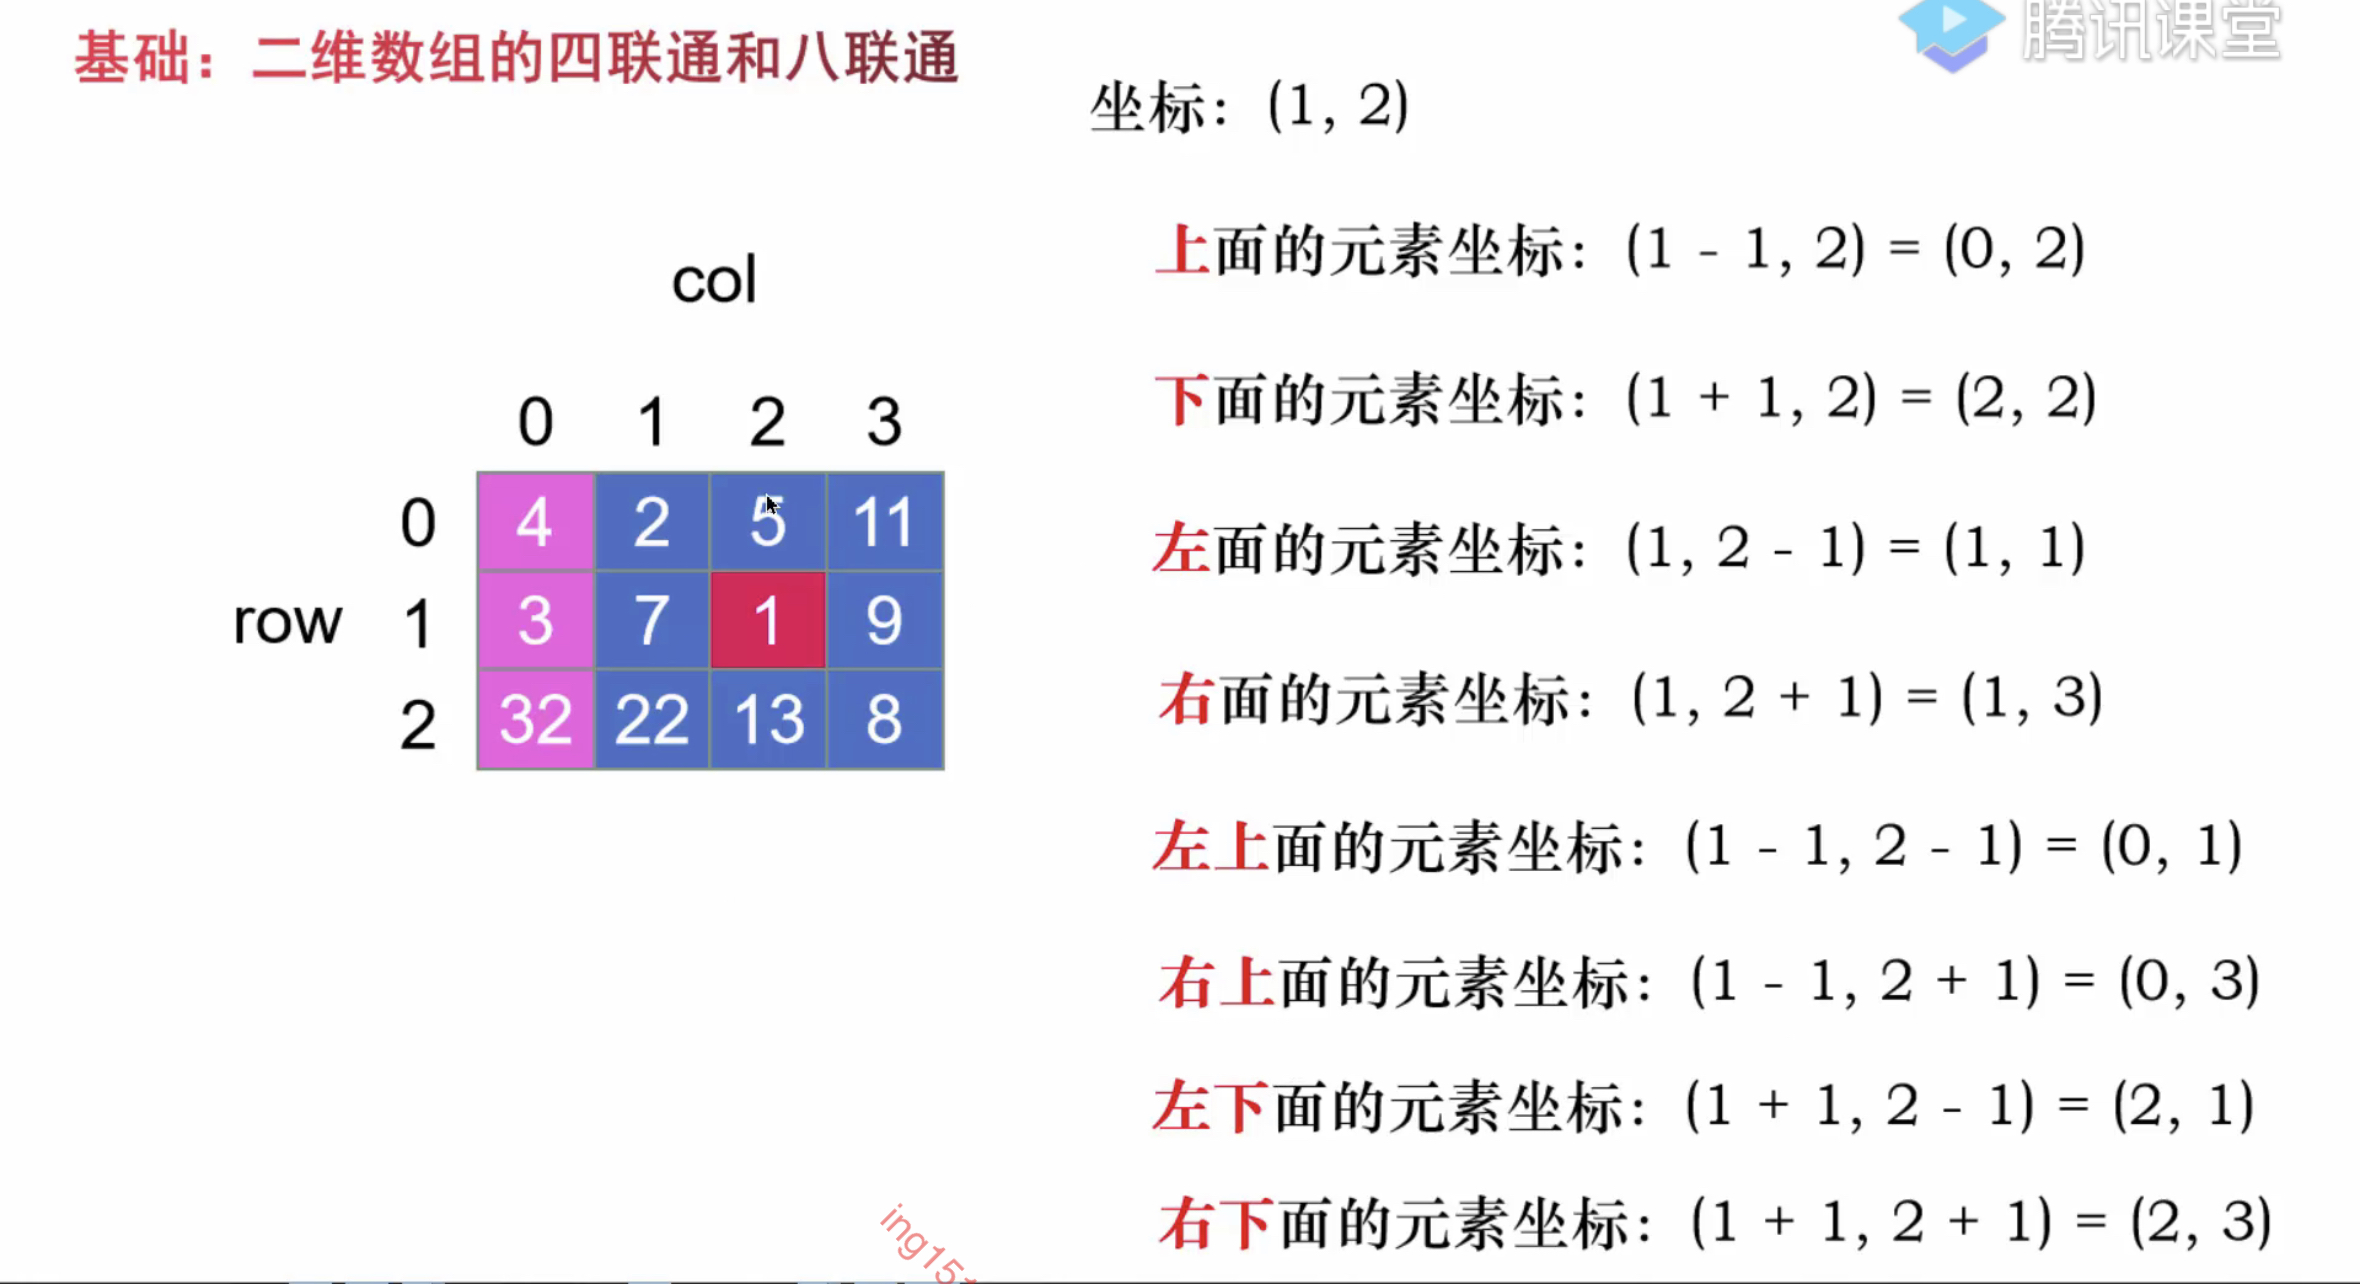 基础：二维数组的四联通和八联通
腾讯课堂
坐标：(1, 2)
col
0 1 2 3
0 4 2 5 11
row 1 3 7 1 9
2 32 22 13 8
上面的元素坐标：(1 - 1, 2) = (0, 2)
下面的元素坐标：(1 + 1, 2) = (2, 2)
左面的元素坐标：(1, 2 - 1) = (1, 1)
右面的元素坐标：(1, 2 + 1) = (1, 3)
左上面的元素坐标：(1 - 1, 2 - 1) = (0, 1)
右上面的元素坐标：(1 - 1, 2 + 1) = (0, 3)
左下面的元素坐标：(1 + 1, 2 - 1) = (2, 1)
右下面的元素坐标：(1 + 1, 2 + 1) = (2, 3)